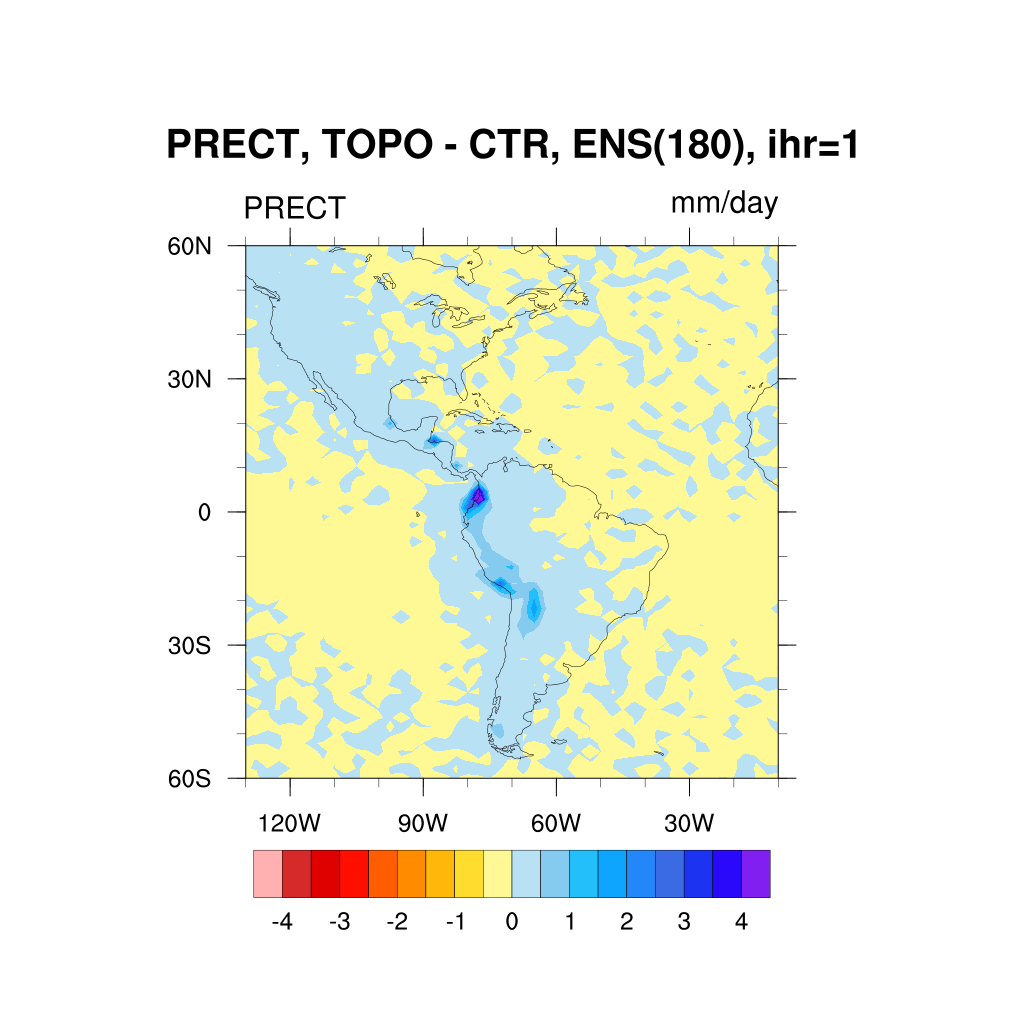 PRECT, TOPO - CTR, ENS(180), ihr=1
PRECT mm/day
60N
30N
0
30S
60S
120W 90W 60W 30W
-4 -3 -2 -1 0 1 2 3 4